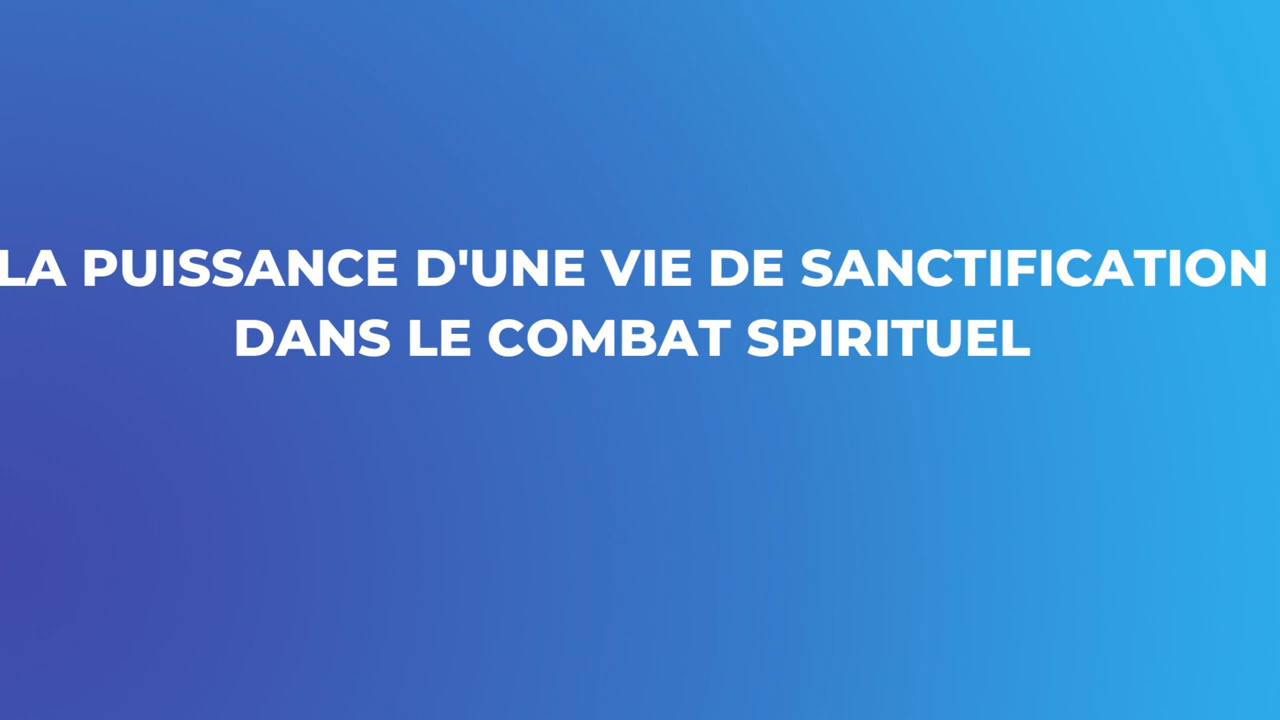 LA PUISSANCE D'UNE VIE DE SANCTIFICATION
DANS LE COMBAT SPIRITUEL